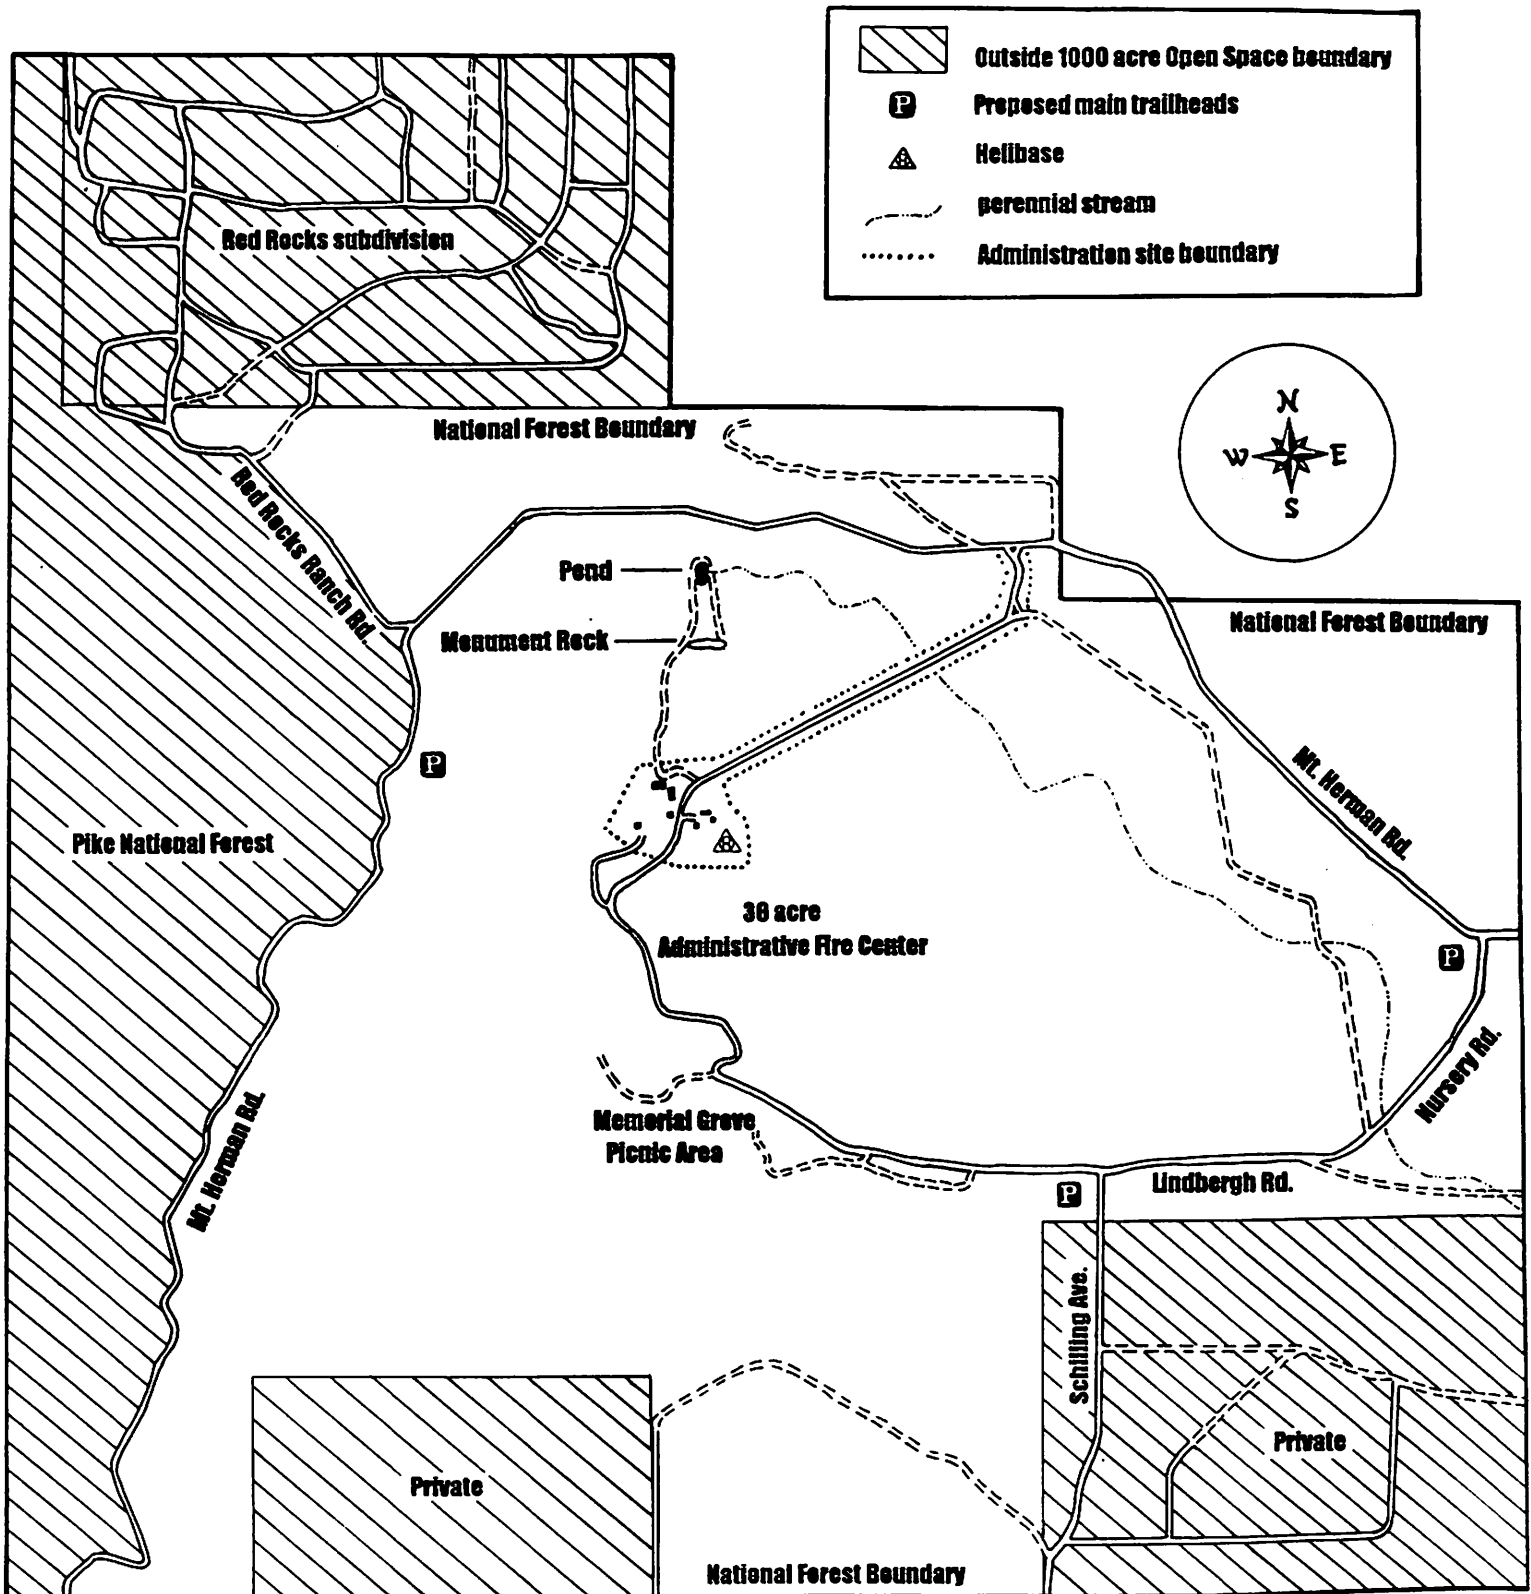 Outside 1000 acre Open Space boundary
P
Proposed main trailheads
Helibase
perennial stream
Administration site boundary
Red Rocks subdivision
National Forest Boundary
N
W
E
S
Red Rocks Ranch Rd.
Pond
Monument Rock
National Forest Boundary
P
Mt. Herman Rd.
Pike National Forest
H
30 acre
Administrative Fire Center
P
Nursery Rd.
Mt. Herman Rd.
Memorial Grove
Picnic Area
P
Lindbergh Rd.
Schilling Ave.
Private
Private
National Forest Boundary